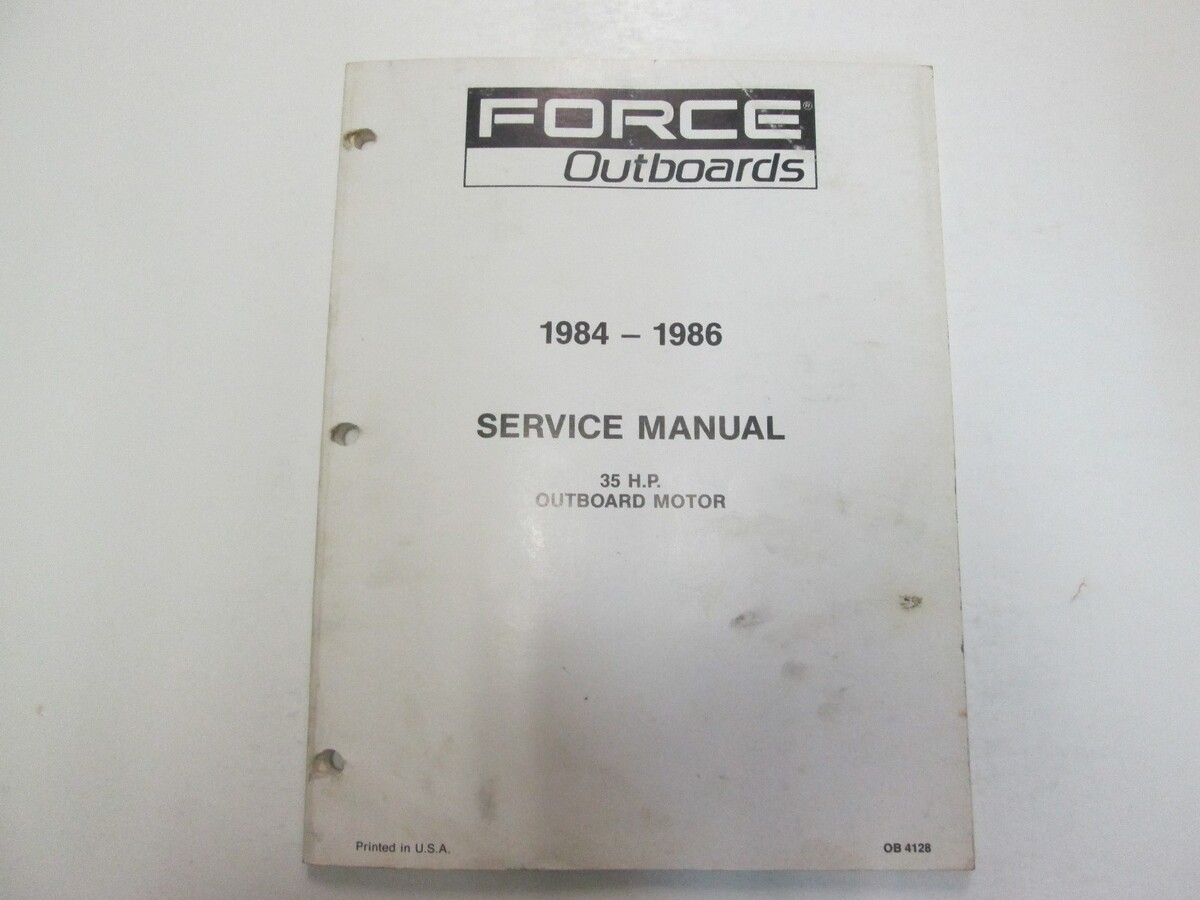 FORCE®
Outboards
1984 – 1986
SERVICE MANUAL
35 H.P.
OUTBOARD MOTOR
Printed in U.S.A.
OB 4128